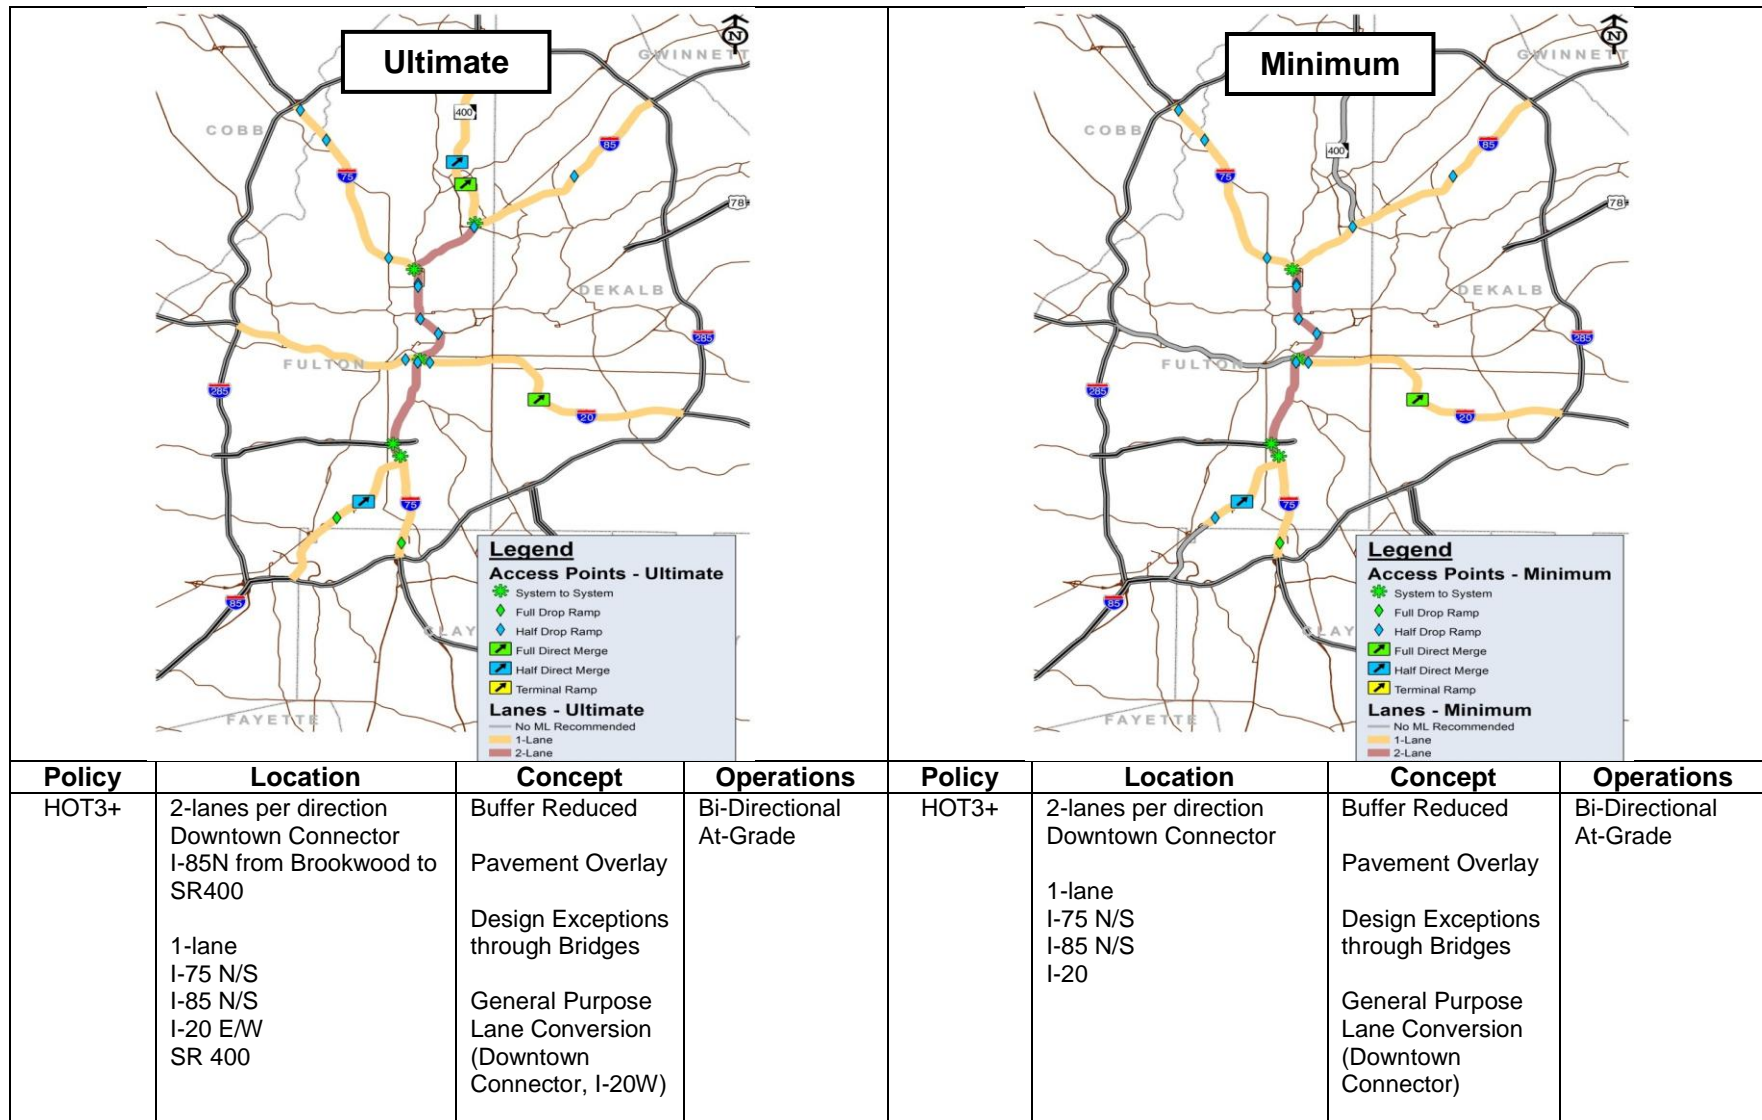 Ultimate
N
GWINNETT
COBB
400
85
75
78
DEKALB
285
FULTON
285
20
75
85
CLAY
FAYETTE
Legend
Access Points - Ultimate
System to System
Full Drop Ramp
Half Drop Ramp
Full Direct Merge
Half Direct Merge
Terminal Ramp
Lanes - Ultimate
No ML Recommended
1-Lane
2-Lane
Minimum
N
GWINNETT
COBB
400
85
75
78
DEKALB
285
FULTON
285
20
75
85
CLAY
FAYETTE
Legend
Access Points - Minimum
System to System
Full Drop Ramp
Half Drop Ramp
Full Direct Merge
Half Direct Merge
Terminal Ramp
Lanes - Minimum
No ML Recommended
1-Lane
2-Lane
Policy Location Concept Operations Policy Location Concept Operations
HOT3+
2-lanes per direction
Downtown Connector
I-85N from Brookwood to
SR400
1-lane
I-75 N/S
I-85 N/S
I-20 E/W
SR 400
Buffer Reduced
Pavement Overlay
Design Exceptions
through Bridges
General Purpose
Lane Conversion
(Downtown
Connector, I-20W)
Bi-Directional
At-Grade
HOT3+
2-lanes per direction
Downtown Connector
1-lane
I-75 N/S
I-85 N/S
I-20
Buffer Reduced
Pavement Overlay
Design Exceptions
through Bridges
General Purpose
Lane Conversion
(Downtown
Connector)
Bi-Directional
At-Grade